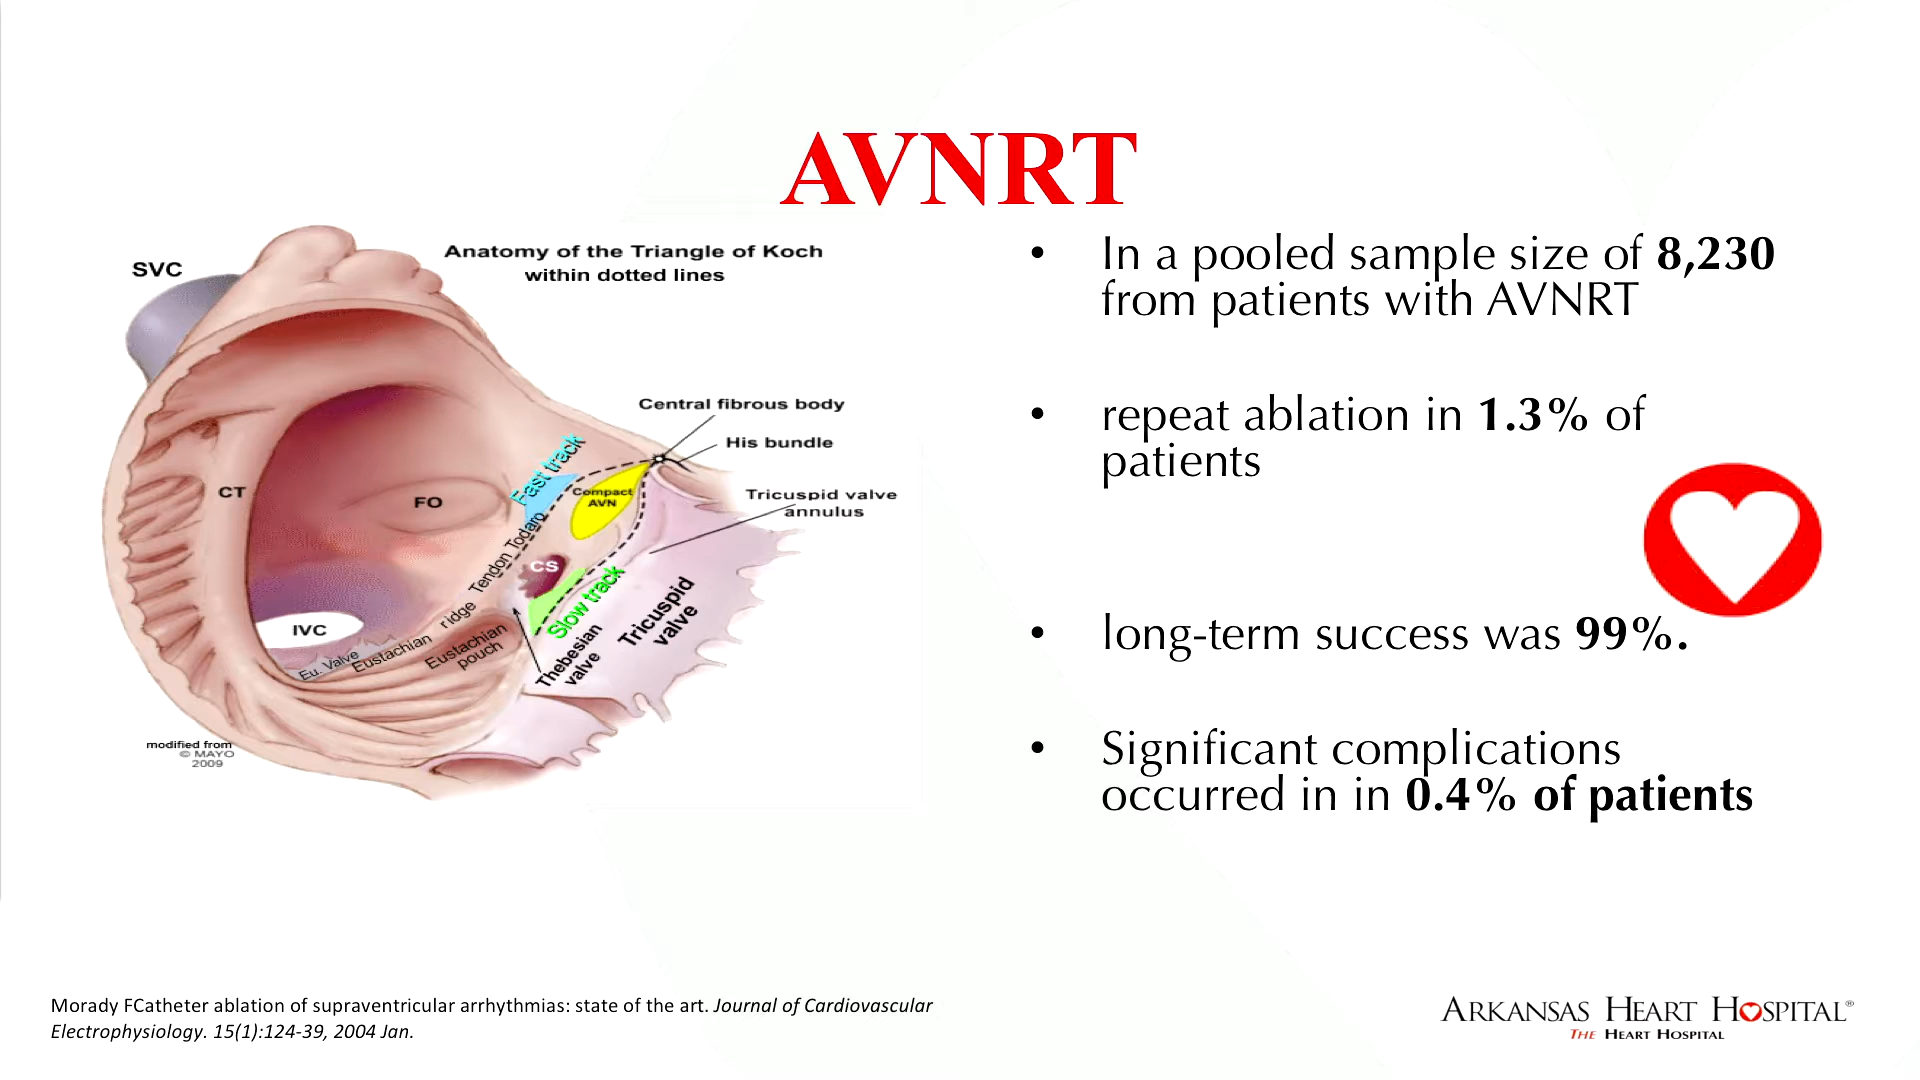 AVNRT
Anatomy of the Triangle of Koch
within dotted lines
SVC
Central fibrous body
His bundle
Fast track
Compact
AVN
Tricuspid valve
annulus
CT
FO
Tendon Todaro
CS
Slow track
IVC
Eu. Valve
Eustachian ridge
Eustachian
pouch
Thebesian
valve
Tricuspid
valve
modified from
© MAYO
2009
• In a pooled sample size of 8,230
from patients with AVNRT
• repeat ablation in 1.3% of
patients
• long-term success was 99%.
• Significant complications
occurred in in 0.4% of patients
Morady FCatheter ablation of supraventricular arrhythmias: state of the art. Journal of Cardiovascular
Electrophysiology. 15(1):124-39, 2004 Jan.
ARKANSAS HEART HOSPITAL®
THE HEART HOSPITAL